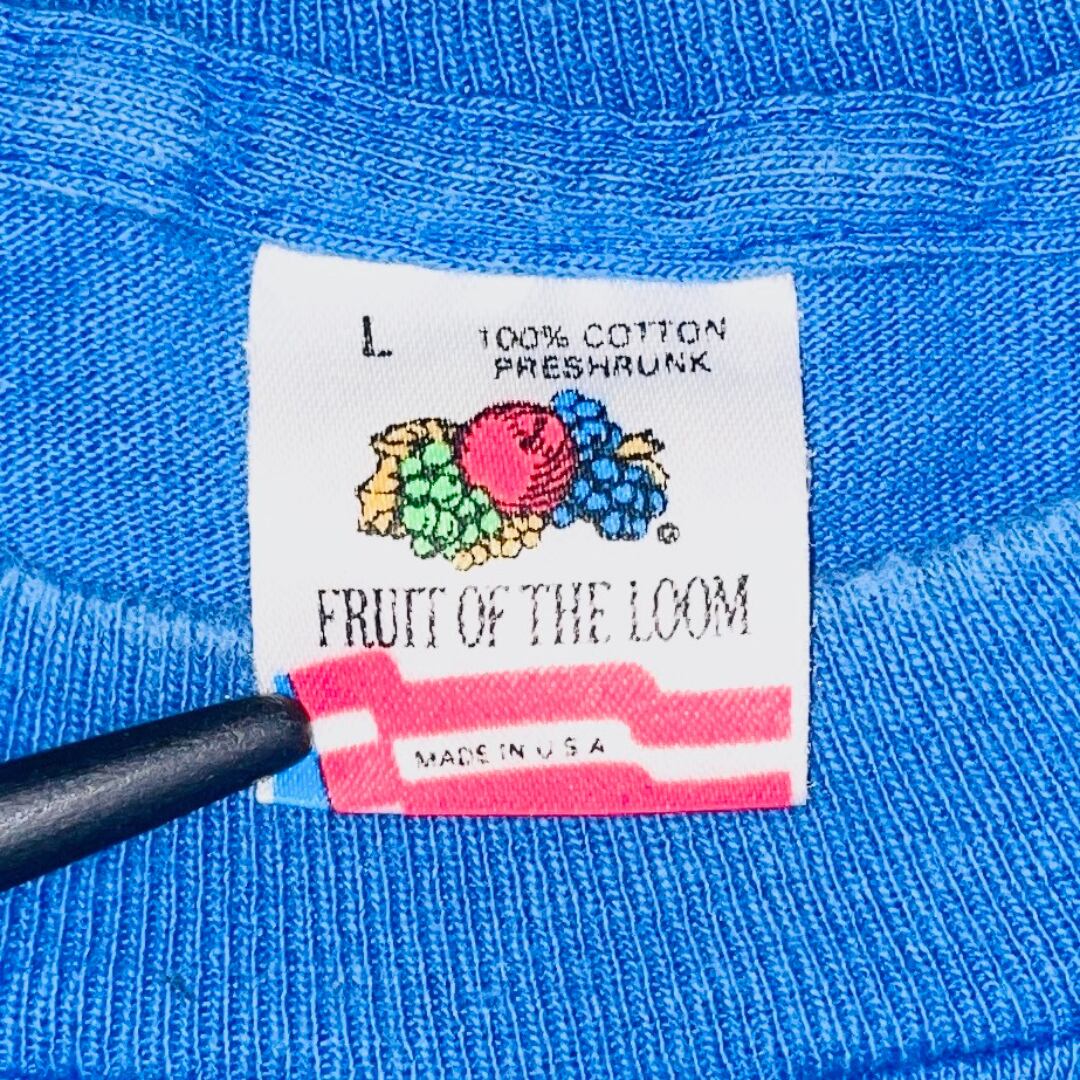 L
100% COTTON
PRESHRUNK
®
FRUIT OF THE LOOM
MADE IN U S A